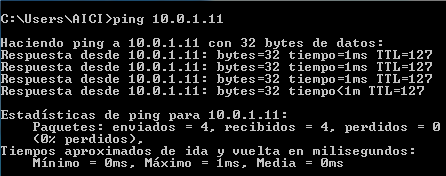 C:\Users\AICI>ping 10.0.1.11
Haciendo ping a 10.0.1.11 con 32 bytes de datos:
Respuesta desde 10.0.1.11: bytes=32 tiempo=1ms TTL=127
Respuesta desde 10.0.1.11: bytes=32 tiempo=1ms TTL=127
Respuesta desde 10.0.1.11: bytes=32 tiempo=1ms TTL=127
Respuesta desde 10.0.1.11: bytes=32 tiempo<1m TTL=127
Estadísticas de ping para 10.0.1.11:
Paquetes: enviados = 4, recibidos = 4, perdidos = 0
(0% perdidos),
Tiempos aproximados de ida y vuelta en milisegundos:
Mínimo = 0ms, Máximo = 1ms, Media = 0ms